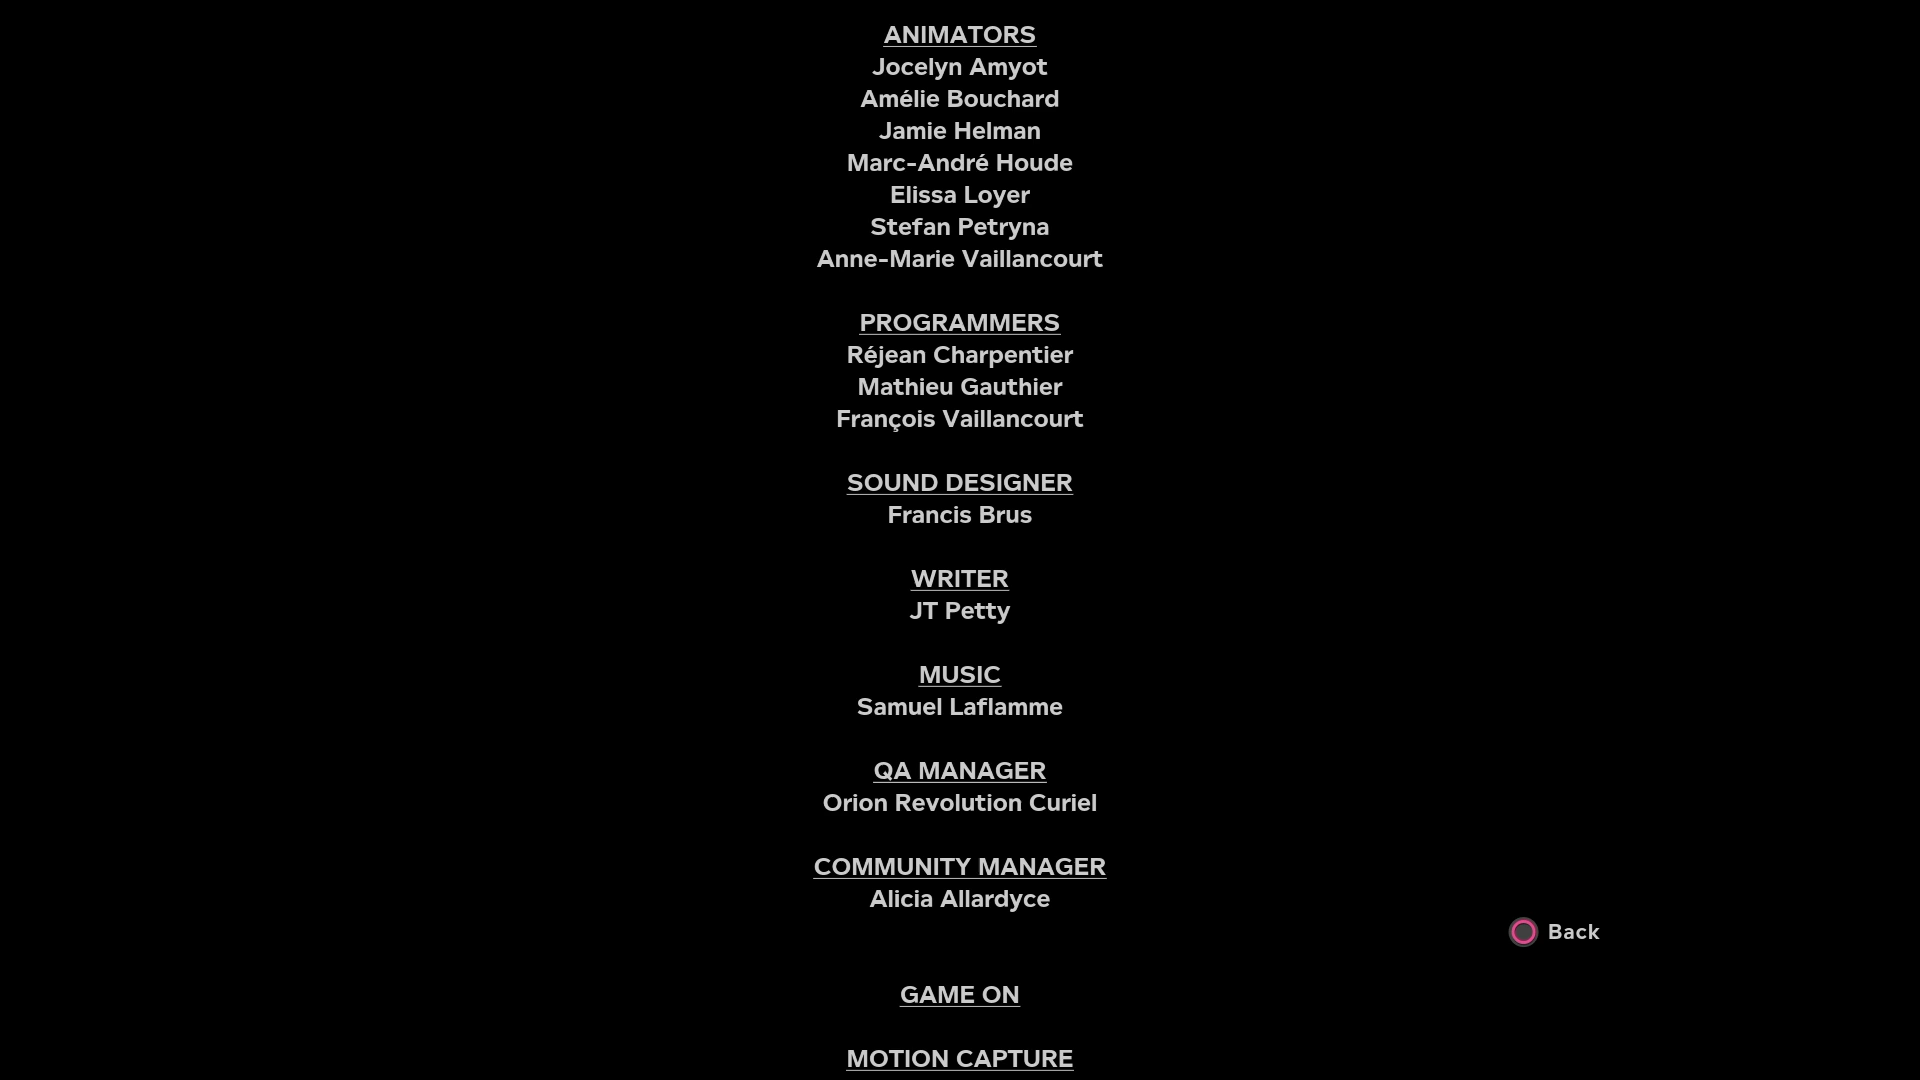 ANIMATORS
Jocelyn Amyot
Amélie Bouchard
Jamie Helman
Marc-André Houde
Elissa Loyer
Stefan Petryna
Anne-Marie Vaillancourt
PROGRAMMERS
Réjean Charpentier
Mathieu Gauthier
François Vaillancourt
SOUND DESIGNER
Francis Brus
WRITER
JT Petty
MUSIC
Samuel Laflamme
QA MANAGER
Orion Revolution Curiel
COMMUNITY MANAGER
Alicia Allardyce
Back
GAME ON
MOTION CAPTURE